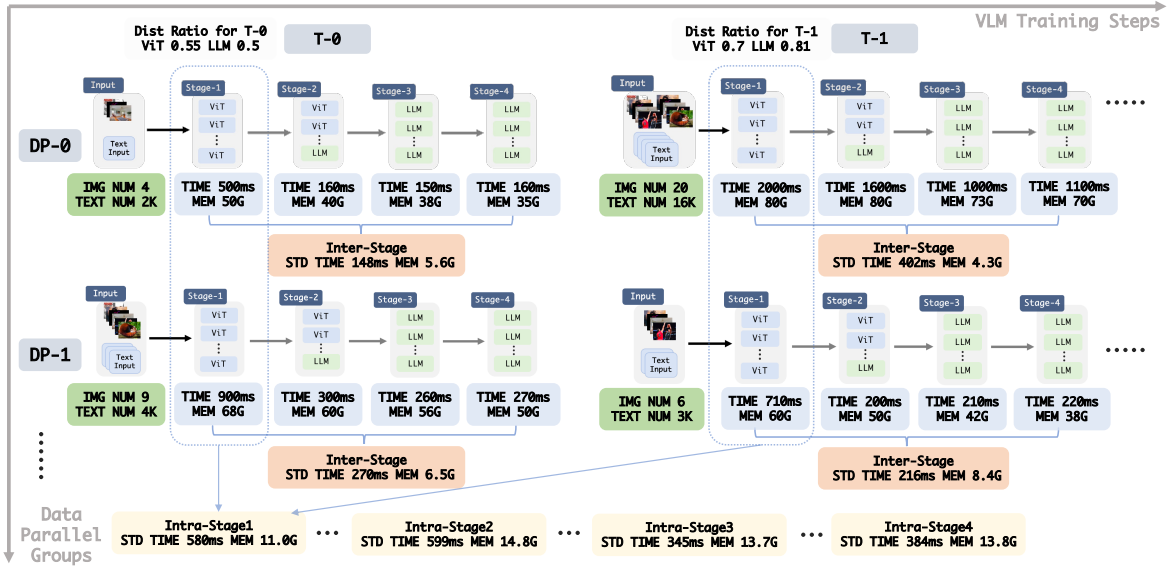 VLM Training Steps
Dist Ratio for T-0
ViT 0.55 LLM 0.5
T-0
Dist Ratio for T-1
ViT 0.7 LLM 0.81
T-1
DP-0
Input
Text
Input
Stage-1
ViT
ViT
ViT
Stage-2
ViT
ViT
LLM
Stage-3
LLM
LLM
LLM
Stage-4
LLM
LLM
LLM
IMG NUM 4
TEXT NUM 2K
TIME 500ms
MEM 50G
TIME 160ms
MEM 40G
TIME 150ms
MEM 38G
TIME 160ms
MEM 35G
Inter-Stage
STD TIME 148ms MEM 5.6G
Input
Text
Input
Stage-1
ViT
ViT
ViT
Stage-2
ViT
ViT
LLM
Stage-3
LLM
LLM
LLM
Stage-4
LLM
LLM
LLM
IMG NUM 20
TEXT NUM 16K
TIME 2000ms
MEM 80G
TIME 1600ms
MEM 80G
TIME 1000ms
MEM 73G
TIME 1100ms
MEM 70G
Inter-Stage
STD TIME 402ms MEM 4.3G
DP-1
Input
Text
Input
Stage-1
ViT
ViT
ViT
Stage-2
ViT
ViT
LLM
Stage-3
LLM
LLM
LLM
Stage-4
LLM
LLM
LLM
IMG NUM 9
TEXT NUM 4K
TIME 900ms
MEM 68G
TIME 300ms
MEM 60G
TIME 260ms
MEM 56G
TIME 270ms
MEM 50G
Inter-Stage
STD TIME 270ms MEM 6.5G
Input
Text
Input
Stage-1
ViT
ViT
ViT
Stage-2
ViT
ViT
LLM
Stage-3
LLM
LLM
LLM
Stage-4
LLM
LLM
LLM
IMG NUM 6
TEXT NUM 3K
TIME 710ms
MEM 60G
TIME 200ms
MEM 50G
TIME 210ms
MEM 42G
TIME 220ms
MEM 38G
Inter-Stage
STD TIME 216ms MEM 8.4G
Data
Parallel
Groups
Intra-Stage1
STD TIME 580ms MEM 11.0G
Intra-Stage2
STD TIME 599ms MEM 14.8G
Intra-Stage3
STD TIME 345ms MEM 13.7G
Intra-Stage4
STD TIME 384ms MEM 13.8G